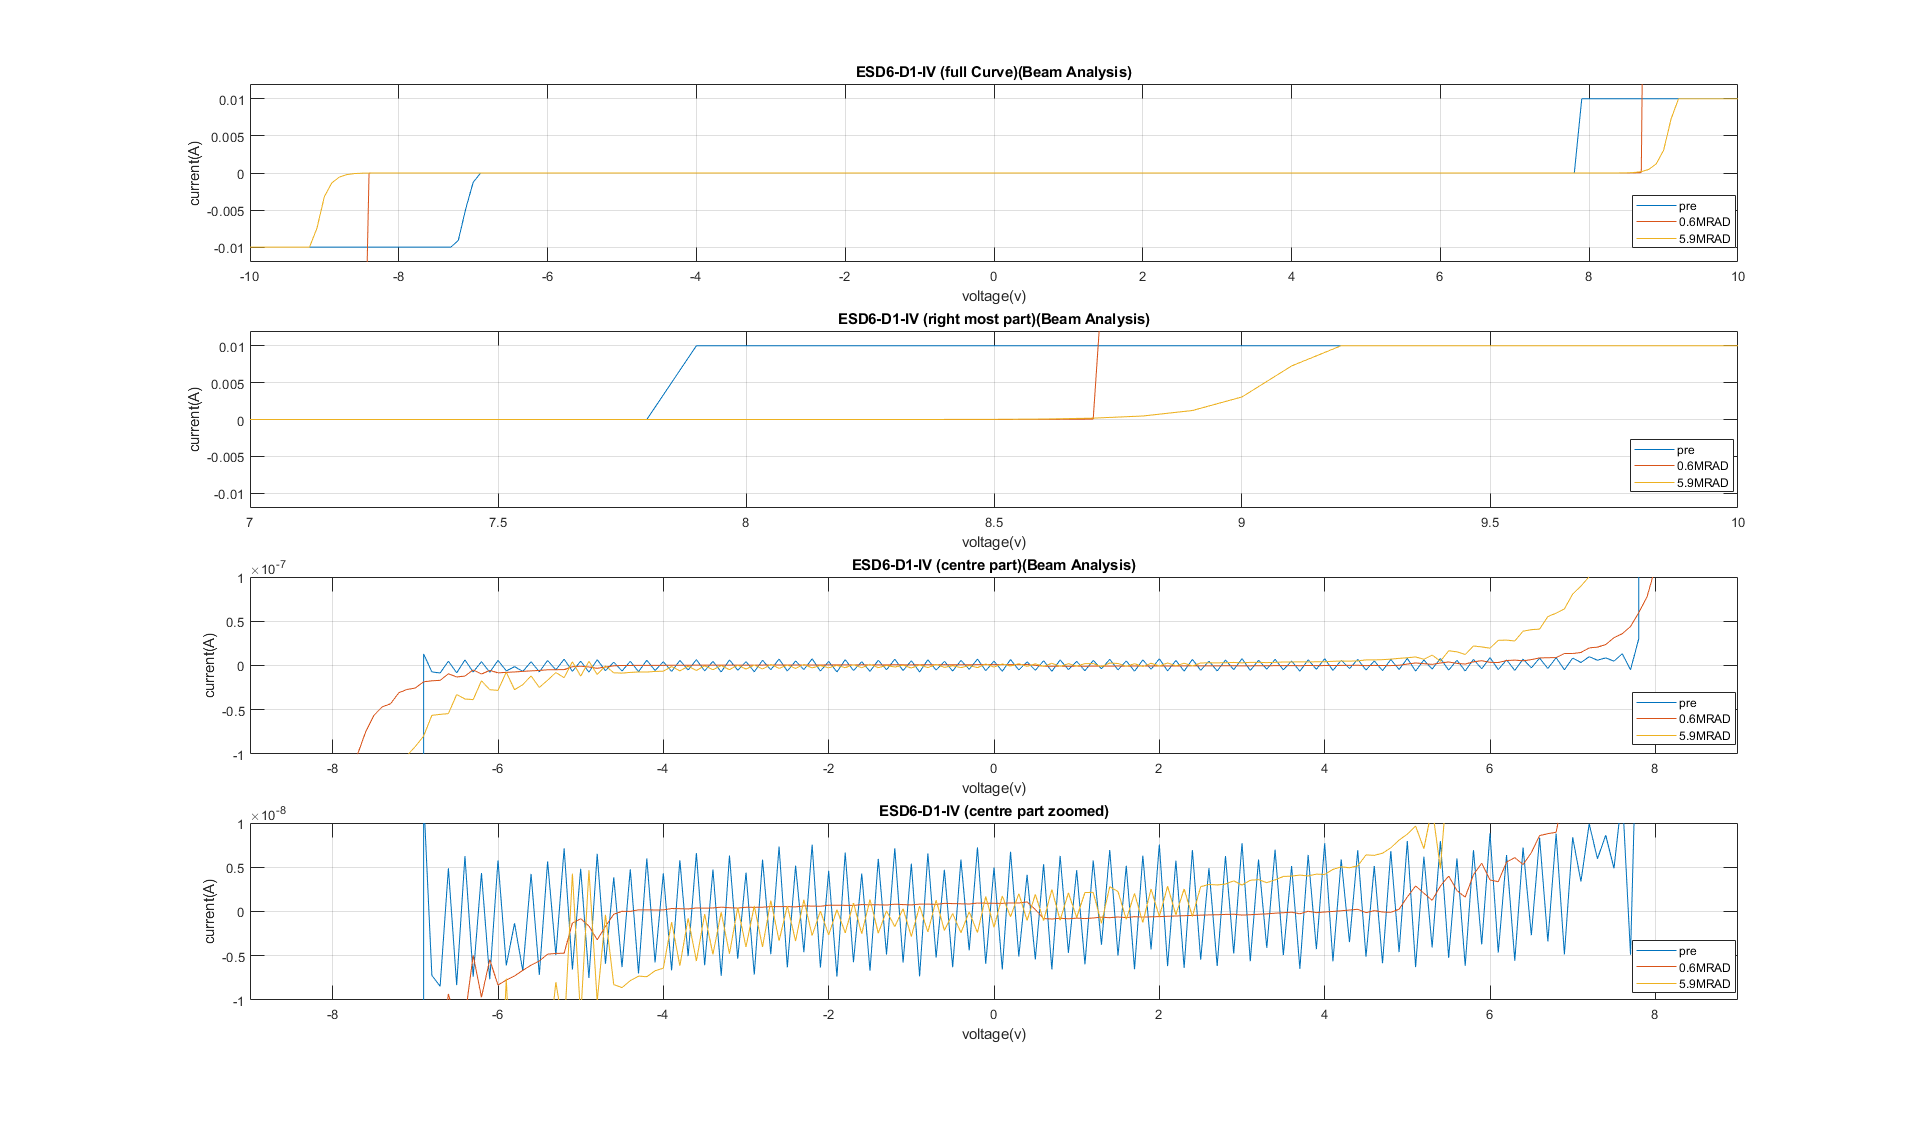 ESD6-D1-IV (full Curve)(Beam Analysis)
0.01
0.005
0
-0.005
-0.01
current(A)
-10 -8 -6 -4 -2 0 2 4 6 8 10
voltage(v)
pre
0.6MRAD
5.9MRAD
ESD6-D1-IV (right most part)(Beam Analysis)
0.01
0.005
0
-0.005
-0.01
current(A)
7 7.5 8 8.5 9 9.5 10
voltage(v)
pre
0.6MRAD
5.9MRAD
ESD6-D1-IV (centre part)(Beam Analysis)
×10-7
1
0.5
0
-0.5
-1
current(A)
-8 -6 -4 -2 0 2 4 6 8
voltage(v)
pre
0.6MRAD
5.9MRAD
ESD6-D1-IV (centre part zoomed)
×10-8
1
0.5
0
-0.5
-1
current(A)
-8 -6 -4 -2 0 2 4 6 8
voltage(v)
pre
0.6MRAD
5.9MRAD